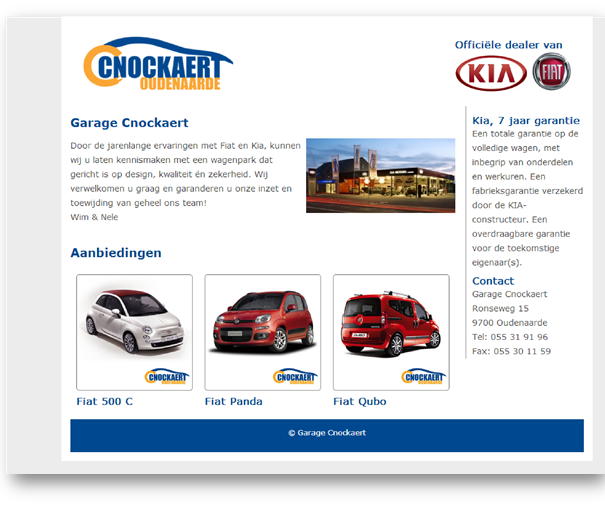 CNOCKAERT
OUDENAARDE
Officiële dealer van
KIA FIAT
Garage Cnockaert
Door de jarenlange ervaringen met Fiat en Kia, kunnen
wij u laten kennismaken met een wagenpark dat
gericht is op design, kwaliteit én zekerheid. Wij
verwelkomen u graag en garanderen u onze inzet en
toewijding van geheel ons team!
Wim & Nele
Kia, 7 jaar garantie
Een totale garantie op de
volledige wagen, met
inbegrip van onderdelen
en werkuren. Een
fabrieksgarantie verzekerd
door de KIA-
constructeur. Een
overdraagbare garantie
voor de toekomstige
eigenaar(s).
Contact
Garage Cnockaert
Ronseweg 15
9700 Oudenaarde
Tel: 055 31 91 96
Fax: 055 30 11 59
Aanbiedingen
CNOCKAERT
OUDENAARDE
CNOCKAERT
OUDENAARDE
CNOCKAERT
OUDENAARDE
Fiat 500 C
Fiat Panda
Fiat Qubo
© Garage Cnockaert